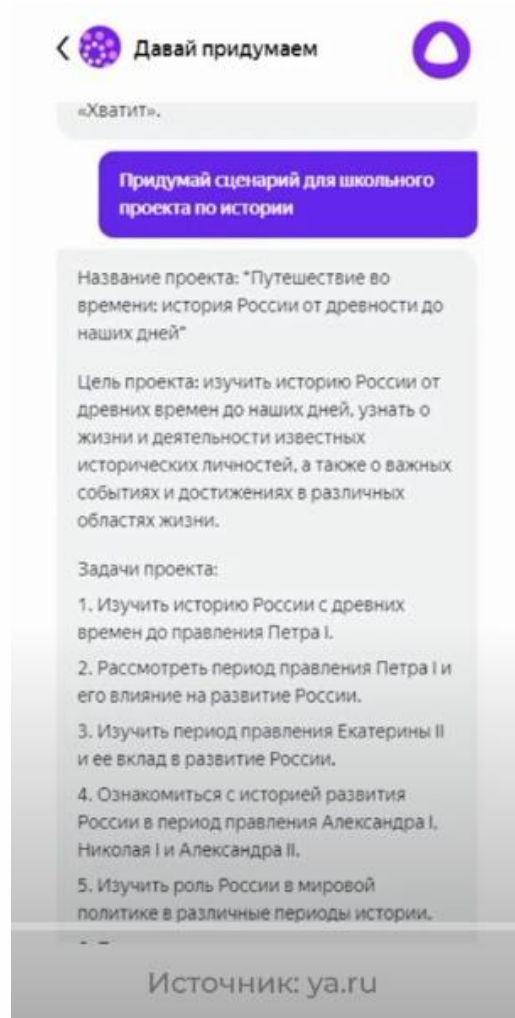 Давай придумаем
«Хватит».
Придумай сценарий для школьного
проекта по истории
Название проекта: "Путешествие во
времени: история России от древности до
наших дней"
Цель проекта: изучить историю России от
древних времен до наших дней, узнать о
жизни и деятельности известных
исторических личностей, а также о важных
событиях и достижениях в различных
областях жизни.
Задачи проекта:
1. Изучить историю России с древних
времен до правления Петра I.
2. Рассмотреть период правления Петра I и
его влияние на развитие России.
3. Изучить период правления Екатерины II
и ее вклад в развитие России.
4. Ознакомиться с историей развития
России в период правления Александра I,
Николая I и Александра II.
5. Изучить роль России в мировой
политике в различные периоды истории.
Источник: ya.ru